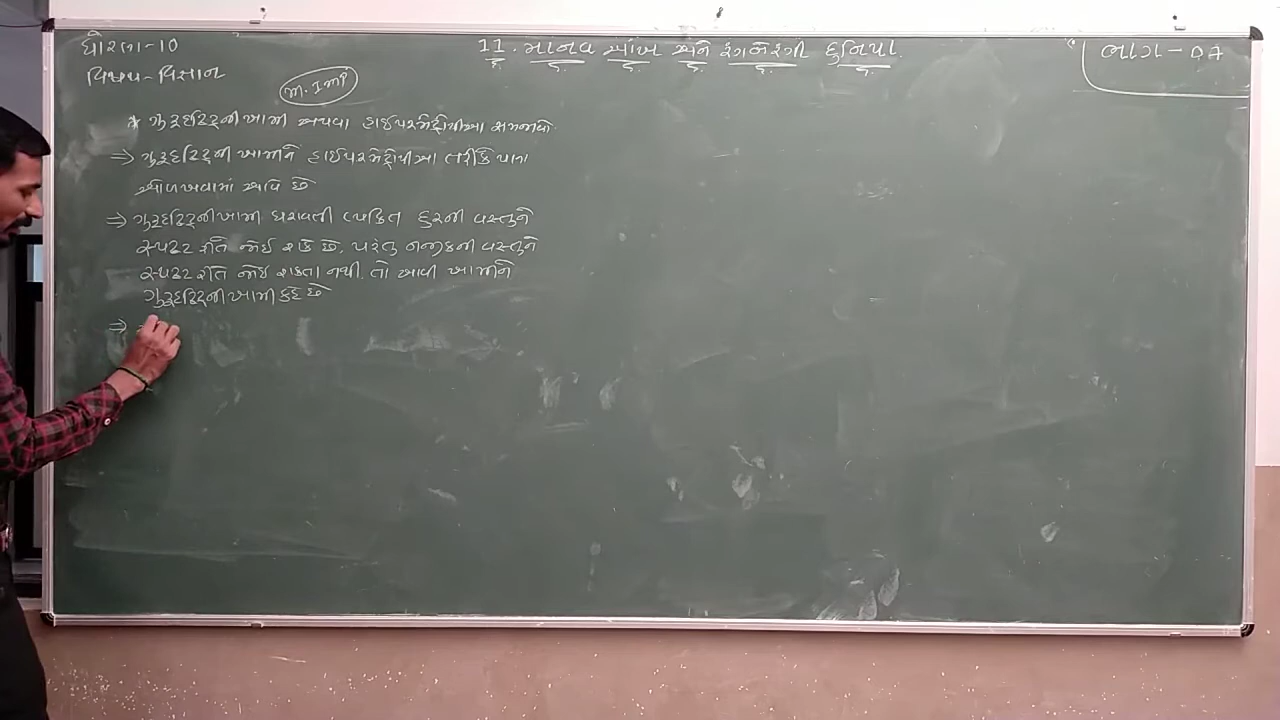 ધોરણ-10
વિષય-વિજ્ઞાન
11. માનવ આંખ અને રંગબેરંગી દુનિયા.
ભાગ - 07
M. IMP
* ગુરુદ્રષ્ટિની ખામી અથવા હાઈપરમેટ્રોપીઆ સમજાવો.
⇒ ગુરુદ્રષ્ટિની ખામીને હાઈપરમેટ્રોપીઆ તરીકે પણ
ઓળખવામાં આવે છે
⇒ ગુરુદ્રષ્ટિની ખામી ધરાવતી વ્યક્તિ દુરની વસ્તુને
સ્પષ્ટ રીતે જોઈ શકે છે. પરંતુ નજીકની વસ્તુને
સ્પષ્ટ રીતે જોઈ શકતા નથી. તો આવી ખામીને
ગુરુદ્રષ્ટિની ખામી કહે છે
⇒